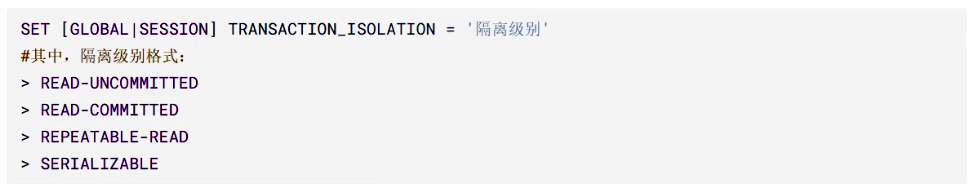 SET [GLOBAL|SESSION] TRANSACTION_ISOLATION = '隔离级别'
#其中，隔离级别格式：
> READ-UNCOMMITTED
> READ-COMMITTED
> REPEATABLE-READ
> SERIALIZABLE